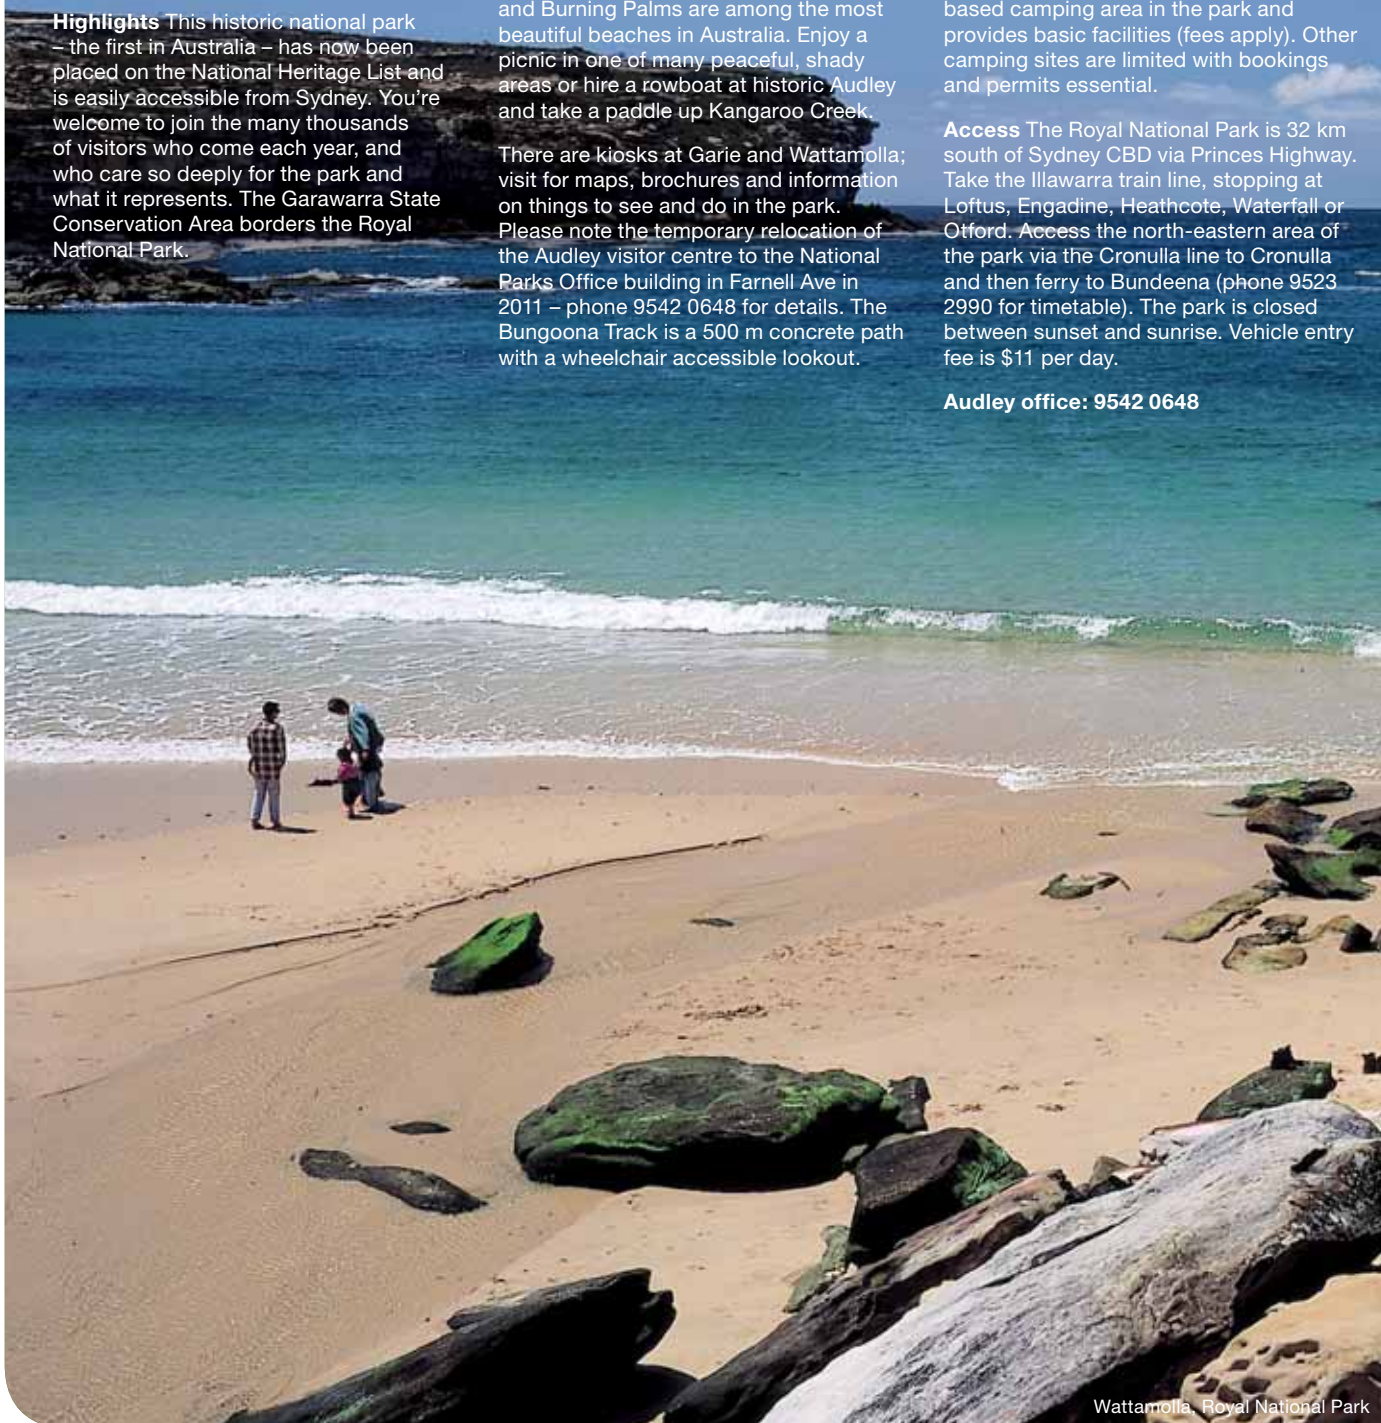 Highlights This historic national park
– the first in Australia – has now been
placed on the National Heritage List and
is easily accessible from Sydney. You’re
welcome to join the many thousands
of visitors who come each year, and
who care so deeply for the park and
what it represents. The Garawarra State
Conservation Area borders the Royal
National Park.
and Burning Palms are among the most
beautiful beaches in Australia. Enjoy a
picnic in one of many peaceful, shady
areas or hire a rowboat at historic Audley
and take a paddle up Kangaroo Creek.
There are kiosks at Garie and Wattamolla;
visit for maps, brochures and information
on things to see and do in the park.
Please note the temporary relocation of
the Audley visitor centre to the National
Parks Office building in Farnell Ave in
2011 – phone 9542 0648 for details. The
Bungoona Track is a 500 m concrete path
with a wheelchair accessible lookout.
based camping area in the park and
provides basic facilities (fees apply). Other
camping sites are limited with bookings
and permits essential.
Access The Royal National Park is 32 km
south of Sydney CBD via Princes Highway.
Take the Illawarra train line, stopping at
Loftus, Engadine, Heathcote, Waterfall or
Otford. Access the north-eastern area of
the park via the Cronulla line to Cronulla
and then ferry to Bundeena (phone 9523
2990 for timetable). The park is closed
between sunset and sunrise. Vehicle entry
fee is $11 per day.
Audley office: 9542 0648
Wattamolla, Royal National Park